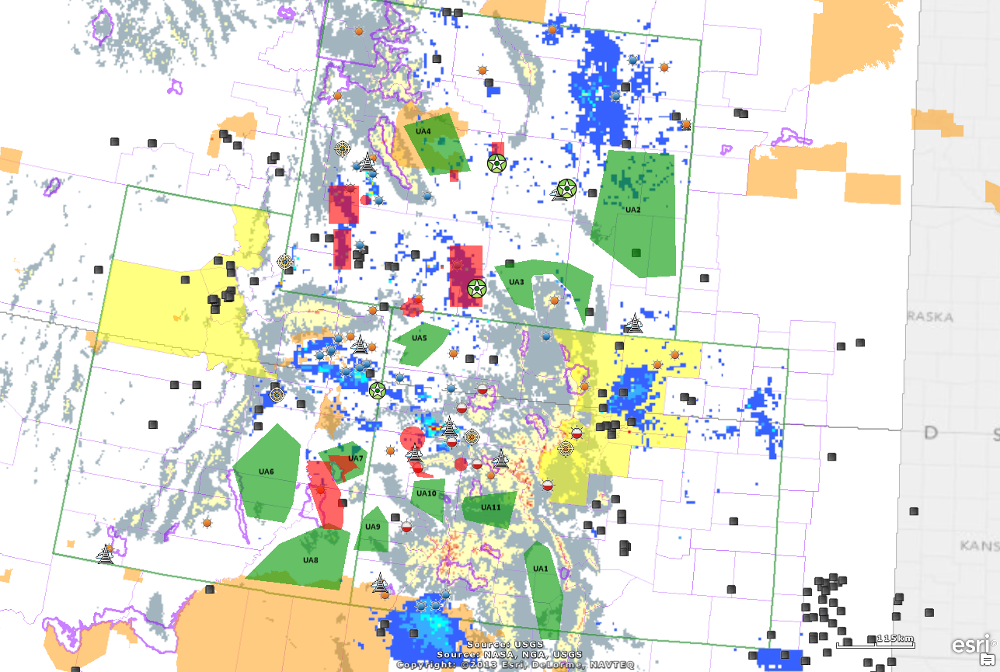 UA4
UA2
UA3
RASKA
UA5
D
S
UA7
UA6
UA10
UA11
UA9
KANS
UA8
UA1
115km
Source: USGS
Source: NASA, NGA, USGS
Copyright: ©2013 Esri, DeLorme, NAVTEQ
esri